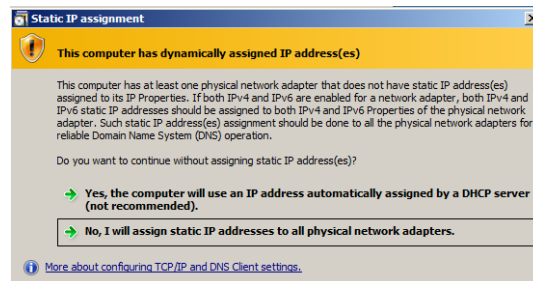 Static IP assignment
This computer has dynamically assigned IP address(es)
This computer has at least one physical network adapter that does not have static IP address(es)
assigned to its IP Properties. If both IPv4 and IPv6 are enabled for a network adapter, both IPv4 and
IPv6 static IP addresses should be assigned to both IPv4 and IPv6 Properties of the physical network
adapter. Such static IP address(es) assignment should be done to all the physical network adapters for
reliable Domain Name System (DNS) operation.
Do you want to continue without assigning static IP address(es)?
Yes, the computer will use an IP address automatically assigned by a DHCP server
(not recommended).
No, I will assign static IP addresses to all physical network adapters.
More about configuring TCP/IP and DNS Client settings.